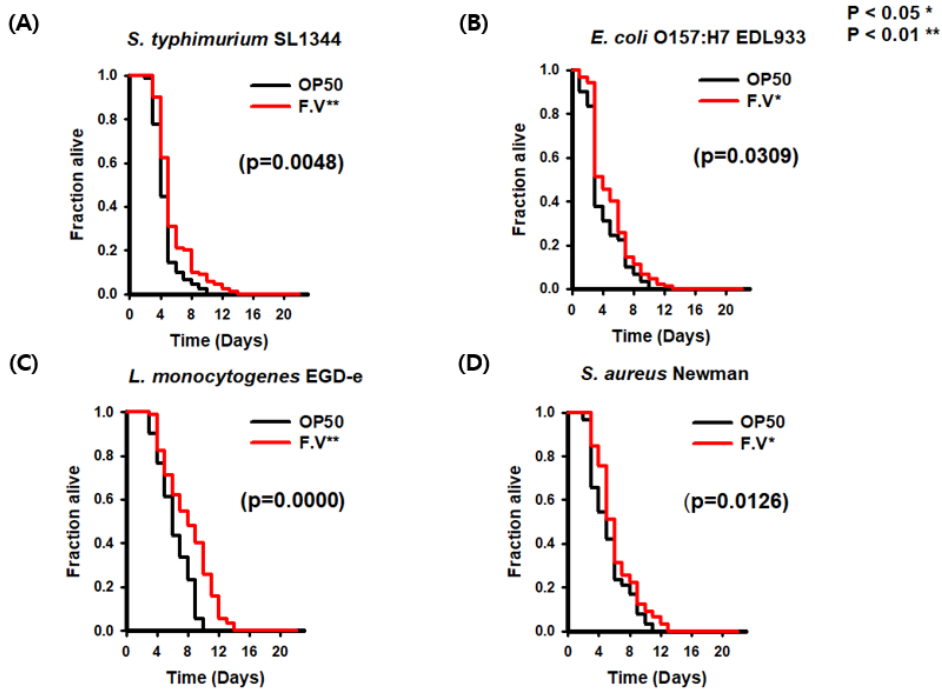 P < 0.05 *
P < 0.01 **
(A)
S. typhimurium SL1344
1.0
0.8
0.6
0.4
0.2
0.0
Fraction alive
OP50
F.V**
(p=0.0048)
0 4 8 12 16 20
Time (Days)
(B)
E. coli O157:H7 EDL933
1.0
0.8
0.6
0.4
0.2
0.0
Fraction alive
OP50
F.V*
(p=0.0309)
0 4 8 12 16 20
Time (Days)
(C)
L. monocytogenes EGD-e
1.0
0.8
0.6
0.4
0.2
0.0
Fraction alive
OP50
F.V**
(p=0.0000)
0 4 8 12 16 20
Time (Days)
(D)
S. aureus Newman
1.0
0.8
0.6
0.4
0.2
0.0
Fraction alive
OP50
F.V*
(p=0.0126)
0 4 8 12 16 20
Time (Days)